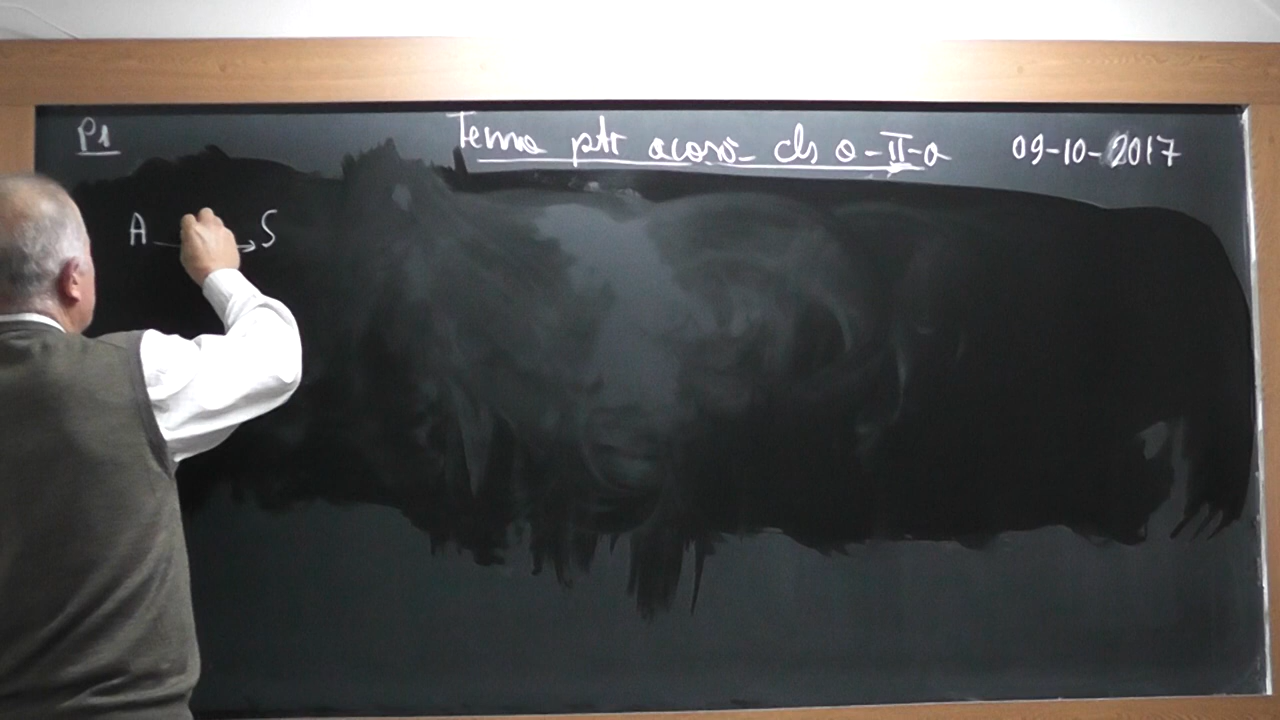 P1 Tema ptr acasă - cls a-II-a 09-10-2017
A → S